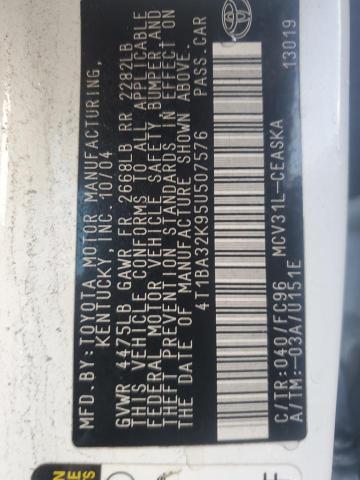 MFD.BY:TOYOTA MOTOR MANUFACTURING,
KENTUCKY, INC. 10/04
GVWR 4475LB GAWR FR 2668LB RR 2282LB
THIS VEHICLE CONFORMS TO ALL APPLICABLE
FEDERAL MOTOR VEHICLE SAFETY BUMPER AND
THEFT PREVENTION STANDARDS IN EFFECT ON
THE DATE OF MANUFACTURE SHOWN ABOVE.
4T1BA32K95U507576 PASS.CAR
C/TR:040/FC96 MCV31L-CEASKA
A/TM:-03A/U151E 13019